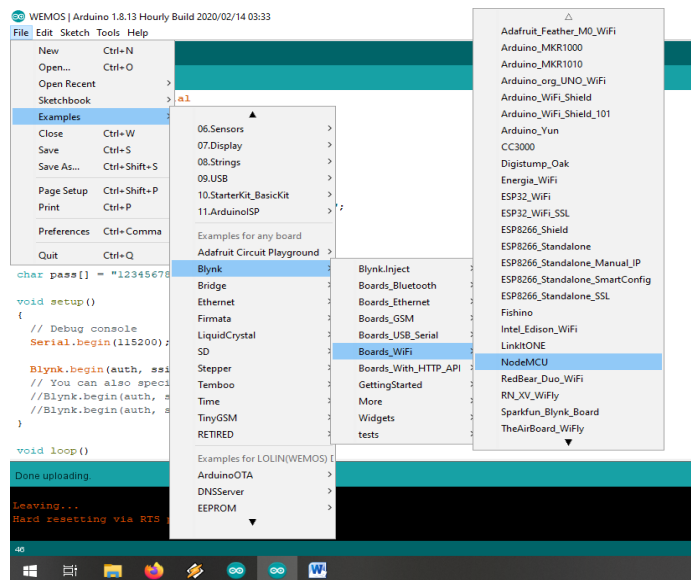 WEMOS | Arduino 1.8.13 Hourly Build 2020/02/14 03:33
File Edit Sketch Tools Help
New Ctrl+N
Open... Ctrl+O
Open Recent
Sketchbook
Examples
Close Ctrl+W
Save Ctrl+S
Save As... Ctrl+Shift+S
Page Setup Ctrl+Shift+P
Print Ctrl+P
Preferences Ctrl+Comma
Quit Ctrl+Q
06.Sensors
07.Display
08.Strings
09.USB
10.StarterKit_BasicKit
11.ArduinoISP
Examples for any board
Adafruit Circuit Playground
Blynk
Bridge
Ethernet
Firmata
LiquidCrystal
SD
Stepper
Temboo
Time
TinyGSM
RETIRED
Examples for LOLIN(WEMOS)
ArduinoOTA
DNSServer
EEPROM
Blynk.Inject
Boards_Bluetooth
Boards_Ethernet
Boards_GSM
Boards_USB_Serial
Boards_WiFi
Boards_With_HTTP_API
GettingStarted
More
Widgets
tests
Adafruit_Feather_M0_WiFi
Arduino_MKR1000
Arduino_MKR1010
Arduino_org_UNO_WiFi
Arduino_WiFi_Shield
Arduino_WiFi_Shield_101
Arduino_Yun
CC3000
Digistump_Oak
Energia_WiFi
ESP32_WiFi
ESP32_WiFi_SSL
ESP8266_Shield
ESP8266_Standalone
ESP8266_Standalone_Manual_IP
ESP8266_Standalone_SmartConfig
ESP8266_Standalone_SSL
Fishino
Intel_Edison_WiFi
LinkItONE
NodeMCU
RedBear_Duo_WiFi
RN_XV_WiFly
Sparkfun_Blynk_Board
TheAirBoard_WiFly
al
";
char pass[] = "12345678
void setup()
{
// Debug console
Serial.begin(115200);
Blynk.begin(auth, ssi
// You can also speci
//Blynk.begin(auth, s
//Blynk.begin(auth, s
}
void loop()
Done uploading.
Leaving...
Hard resetting via RTS p
46